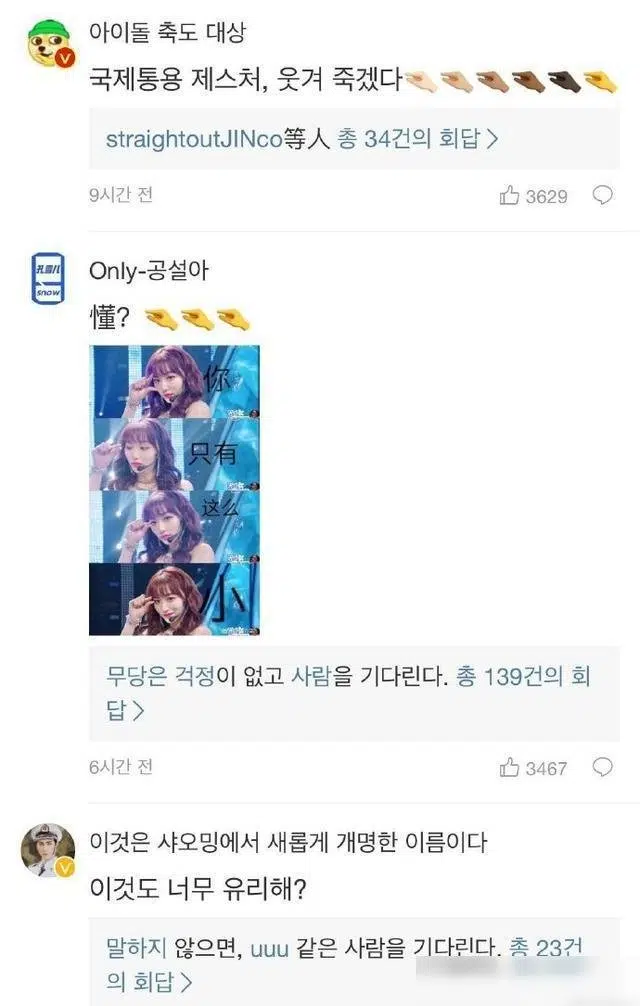 아이돌 축도 대상
국제통용 제스처, 웃겨 죽겠다🤏🏻🤏🏼🤏🏽🤏🏾🤏🏿🤏
straightoutJINco等人 총 34건의 회답 >
9시간 전 3629
孔雪儿
snow
Only-공설아
懂? 🤏🤏🤏
你
只有
这么
小
무당은 걱정이 없고 사람을 기다린다. 총 139건의 회
답 >
6시간 전 3467
이것은 샤오밍에서 새롭게 개명한 이름이다
이것도 너무 유리해?
말하지 않으면, uuu 같은 사람을 기다린다. 총 23건
의 회답 >